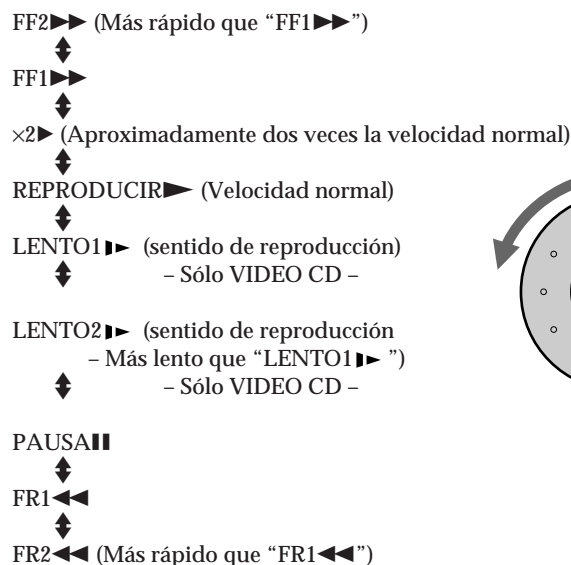 FF2▶▶ (Más rápido que “FF1▶▶”)
FF1▶▶
×2▶ (Aproximadamente dos veces la velocidad normal)
REPRODUCIR▶ (Velocidad normal)
LENTO1▮▶ (sentido de reproducción)
– Sólo VIDEO CD –
LENTO2▮▶ (sentido de reproducción
– Más lento que “LENTO1▮▶ ”)
– Sólo VIDEO CD –
PAUSA▮▮
FR1◀◀
FR2◀◀ (Más rápido que “FR1◀◀”)